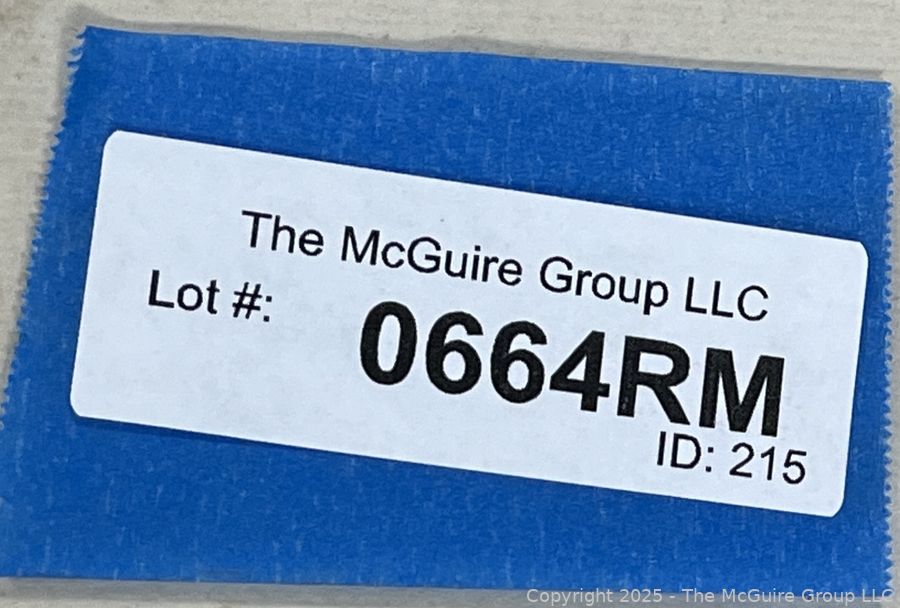 The McGuire Group LLC
Lot #:
0664RM
ID: 215
Copyright 2025 - The McGuire Group LLC